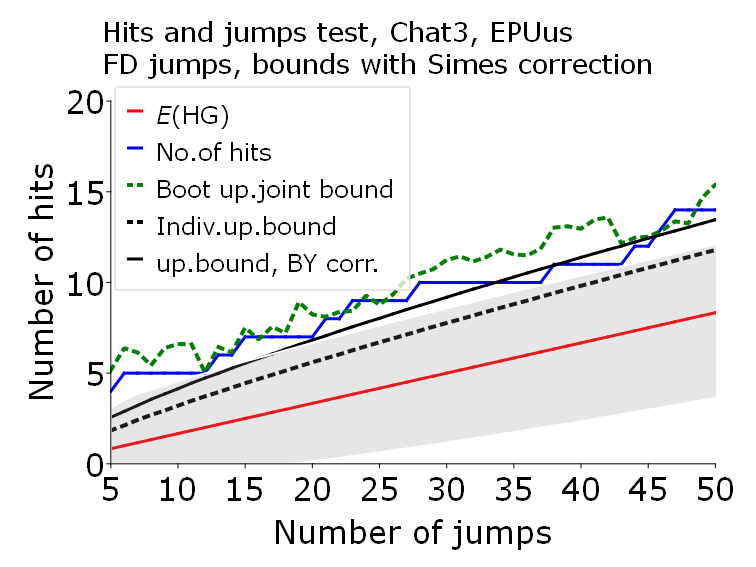 Hits and jumps test, Chat3, EPUus
FD jumps, bounds with Simes correction
E(HG)
No.of hits
Boot up.joint bound
Indiv.up.bound
up.bound, BY corr.
Number of hits
20
15
10
5
0
5 10 15 20 25 30 35 40 45 50
Number of jumps